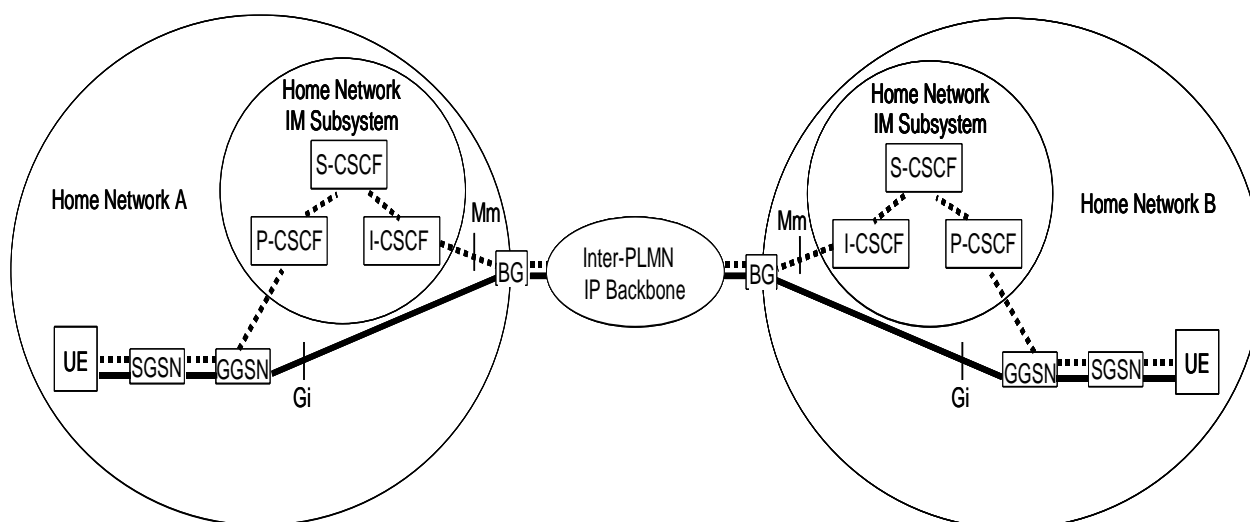 Home Network
IM Subsystem
S-CSCF
Home Network A
P-CSCF
I-CSCF
Mm
BG
UE
SGSN
GGSN
Gi
Inter-PLMN
IP Backbone
Home Network
IM Subsystem
S-CSCF
Home Network B
Mm
I-CSCF
P-CSCF
BG
Gi
GGSN
SGSN
UE